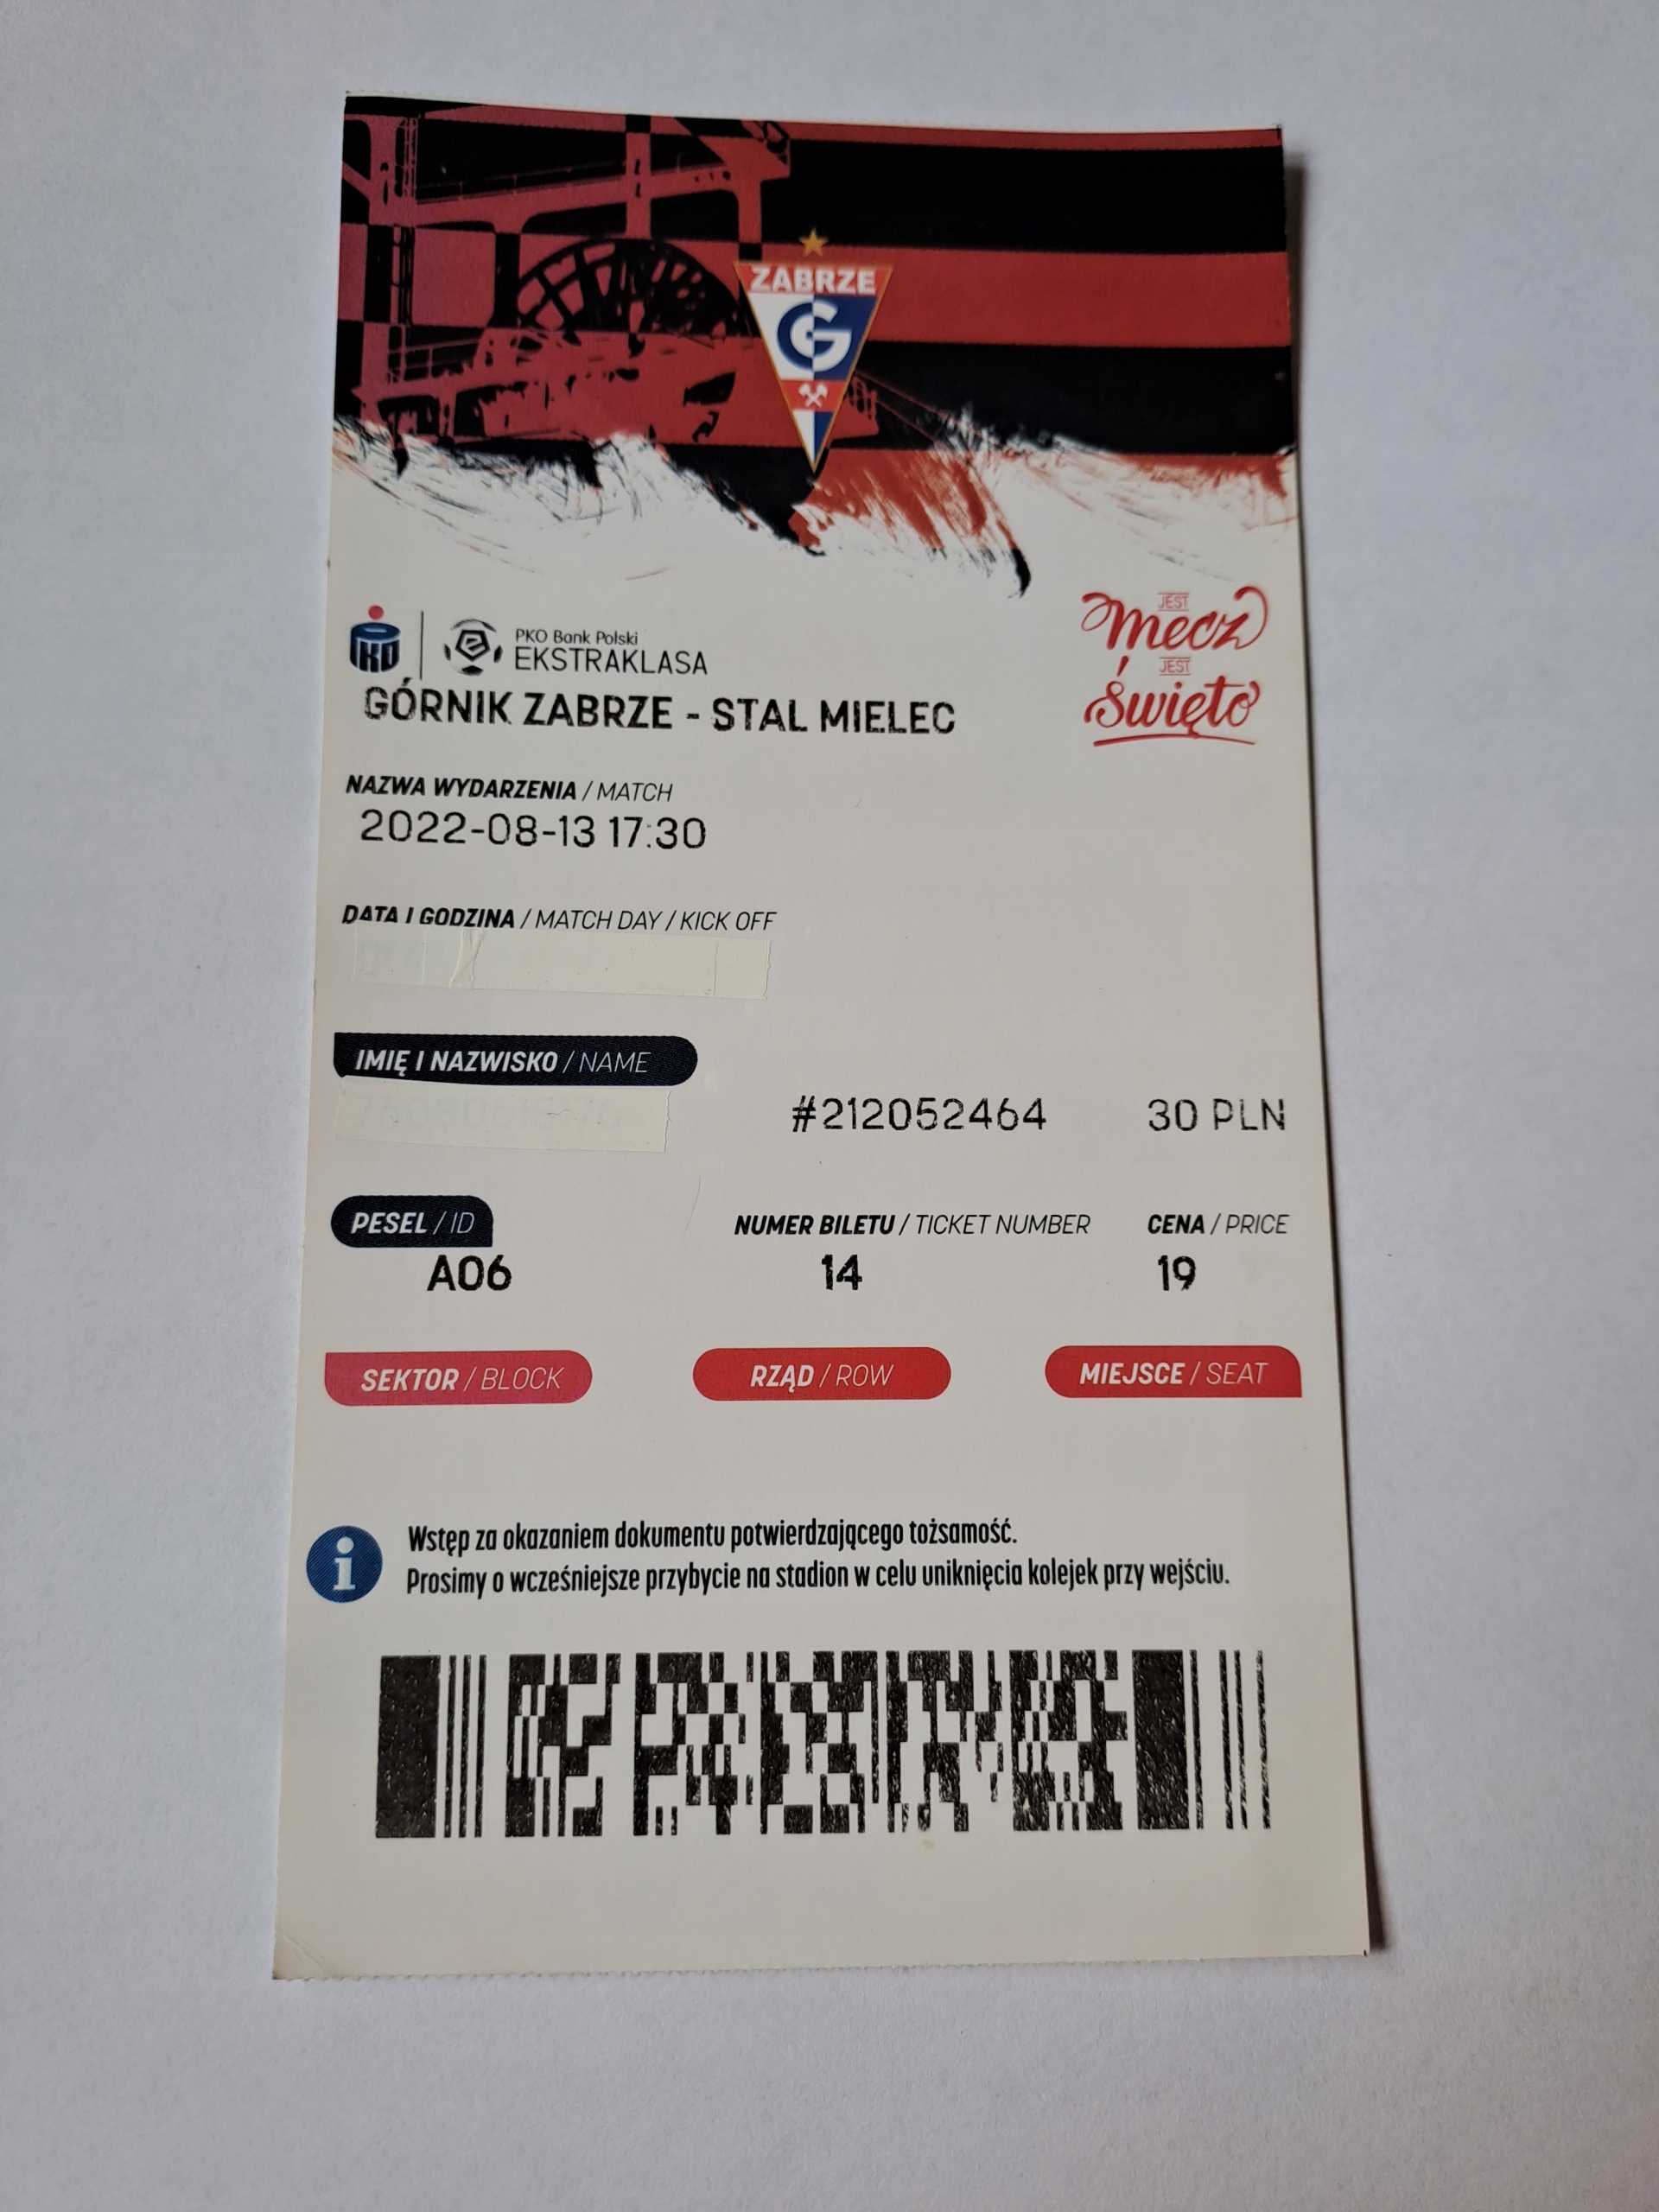 ZABRZE
G
PKO Bank Polski
EKSTRAKLASA
JEST
mecz
JEST
święto
GÓRNIK ZABRZE - STAL MIELEC
NAZWA WYDARZENIA / MATCH
2022-08-13 17:30
DATA I GODZINA / MATCH DAY / KICK OFF
IMIĘ I NAZWISKO / NAME
#212052464 30 PLN
PESEL / ID NUMER BILETU / TICKET NUMBER CENA / PRICE
A06 14 19
SEKTOR / BLOCK RZĄD / ROW MIEJSCE / SEAT
i
Wstęp za okazaniem dokumentu potwierdzającego tożsamość.
Prosimy o wcześniejsze przybycie na stadion w celu uniknięcia kolejek przy wejściu.